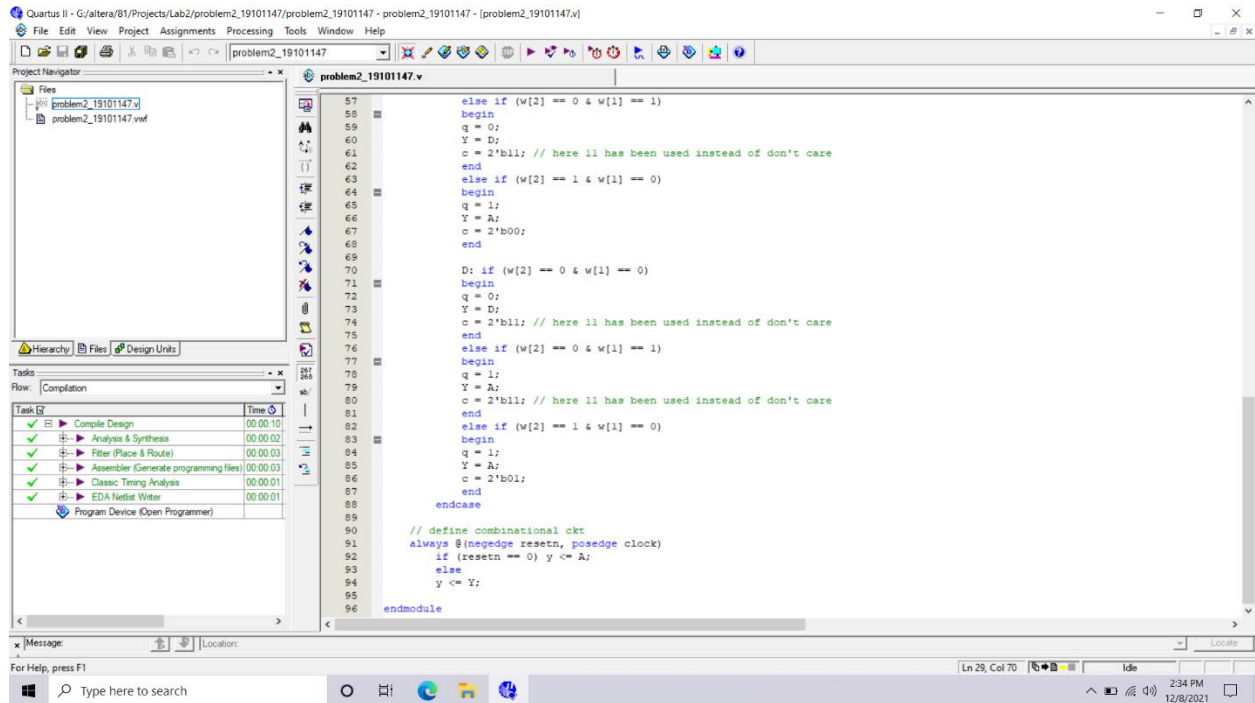 Quartus II - G:/altera/81/Projects/Lab2/problem2_19101147/problem2_19101147 - problem2_19101147 - [problem2_19101147.v]
File Edit View Project Assignments Processing Tools Window Help
problem2_19101147
Project Navigator
Files
problem2_19101147.v
problem2_19101147.vwf
Hierarchy Files Design Units
Tasks
Flow: Compilation
Task Time
Compile Design 00:00:10
Analysis & Synthesis 00:00:02
Fitter (Place & Route) 00:00:03
Assembler (Generate programming files) 00:00:03
Classic Timing Analysis 00:00:01
EDA Netlist Writer 00:00:01
Program Device (Open Programmer)
problem2_19101147.v
267
268
ab/
57 else if (w[2] == 0 & w[1] == 1)
58 begin
59 q = 0;
60 Y = D;
61 c = 2'b11; // here 11 has been used instead of don't care
62 end
63 else if (w[2] == 1 & w[1] == 0)
64 begin
65 q = 1;
66 Y = A;
67 c = 2'b00;
68 end
69
70 D: if (w[2] == 0 & w[1] == 0)
71 begin
72 q = 0;
73 Y = D;
74 c = 2'b11; // here 11 has been used instead of don't care
75 end
76 else if (w[2] == 0 & w[1] == 1)
77 begin
78 q = 1;
79 Y = A;
80 c = 2'b11; // here 11 has been used instead of don't care
81 end
82 else if (w[2] == 1 & w[1] == 0)
83 begin
84 q = 1;
85 Y = A;
86 c = 2'b01;
87 end
88 endcase
89
90 // define combinational ckt
91 always @(negedge resetn, posedge clock)
92 if (resetn == 0) y <= A;
93 else
94 y <= Y;
95
96 endmodule
Message: Location: Locate
For Help, press F1 Ln 29, Col 70 Idle
Type here to search 2:34 PM
12/8/2021